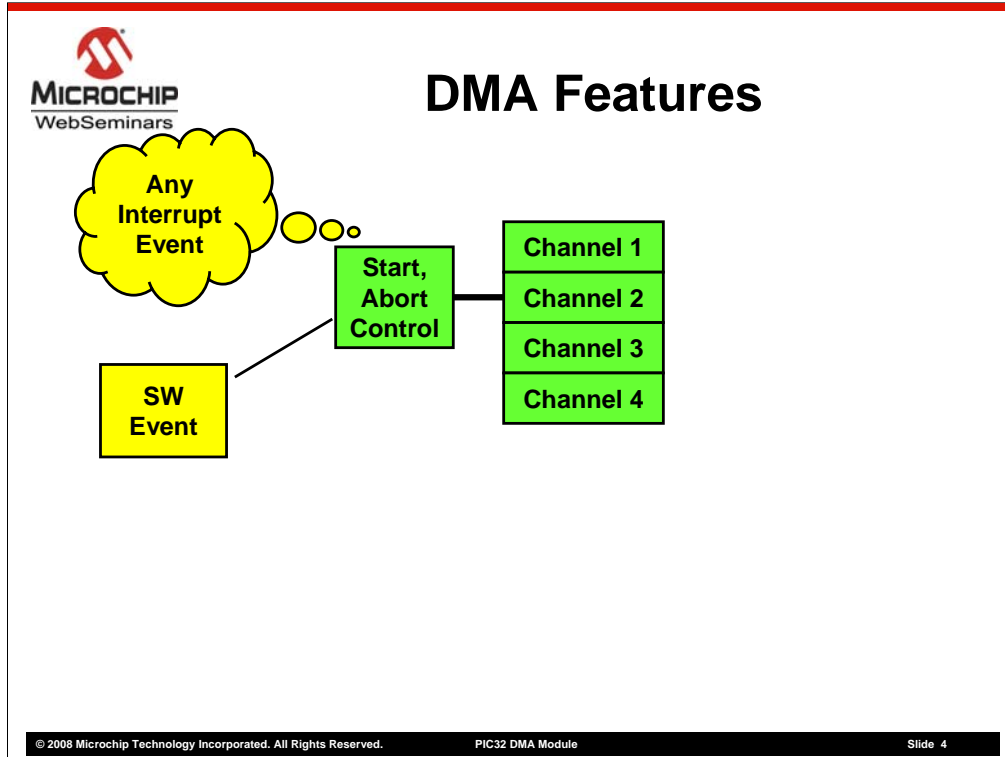 MICROCHIP
WebSeminars
DMA Features
Any
Interrupt
Event
Start,
Abort
Control
SW
Event
Channel 1
Channel 2
Channel 3
Channel 4
© 2008 Microchip Technology Incorporated. All Rights Reserved. PIC32 DMA Module Slide 4